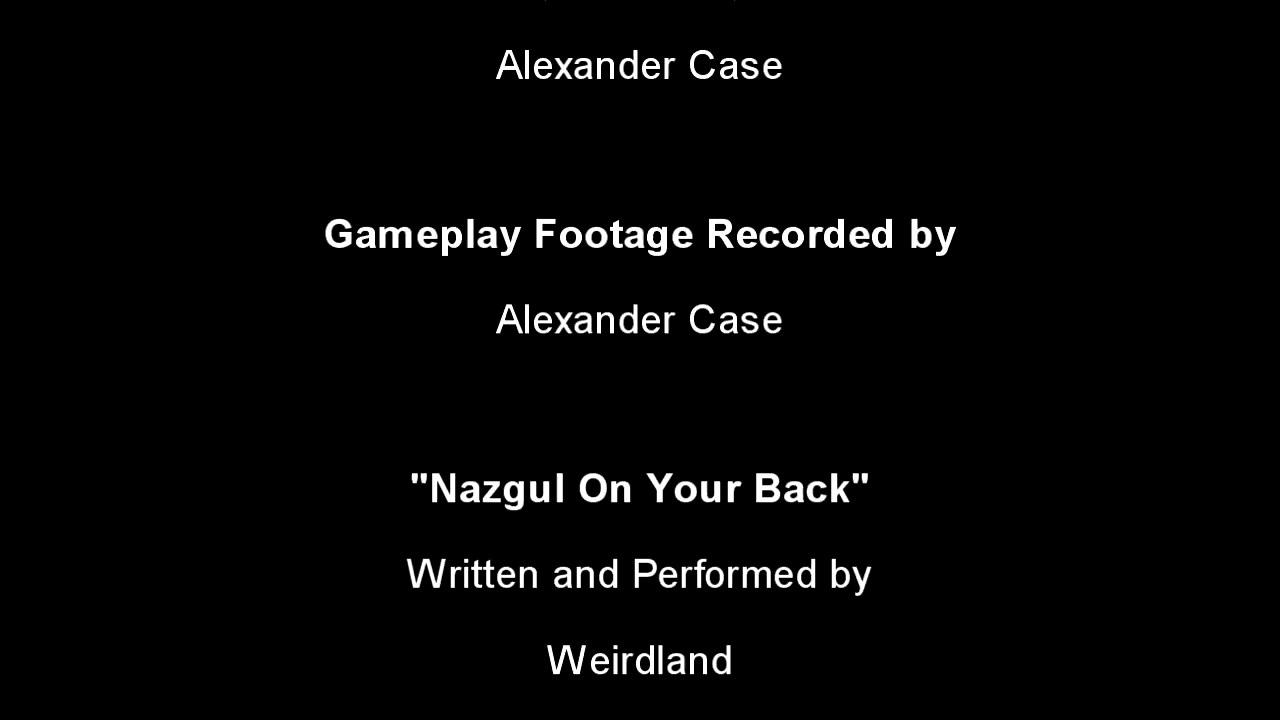 Alexander Case
Gameplay Footage Recorded by
Alexander Case
"Nazgul On Your Back"
Written and Performed by
Weirdland